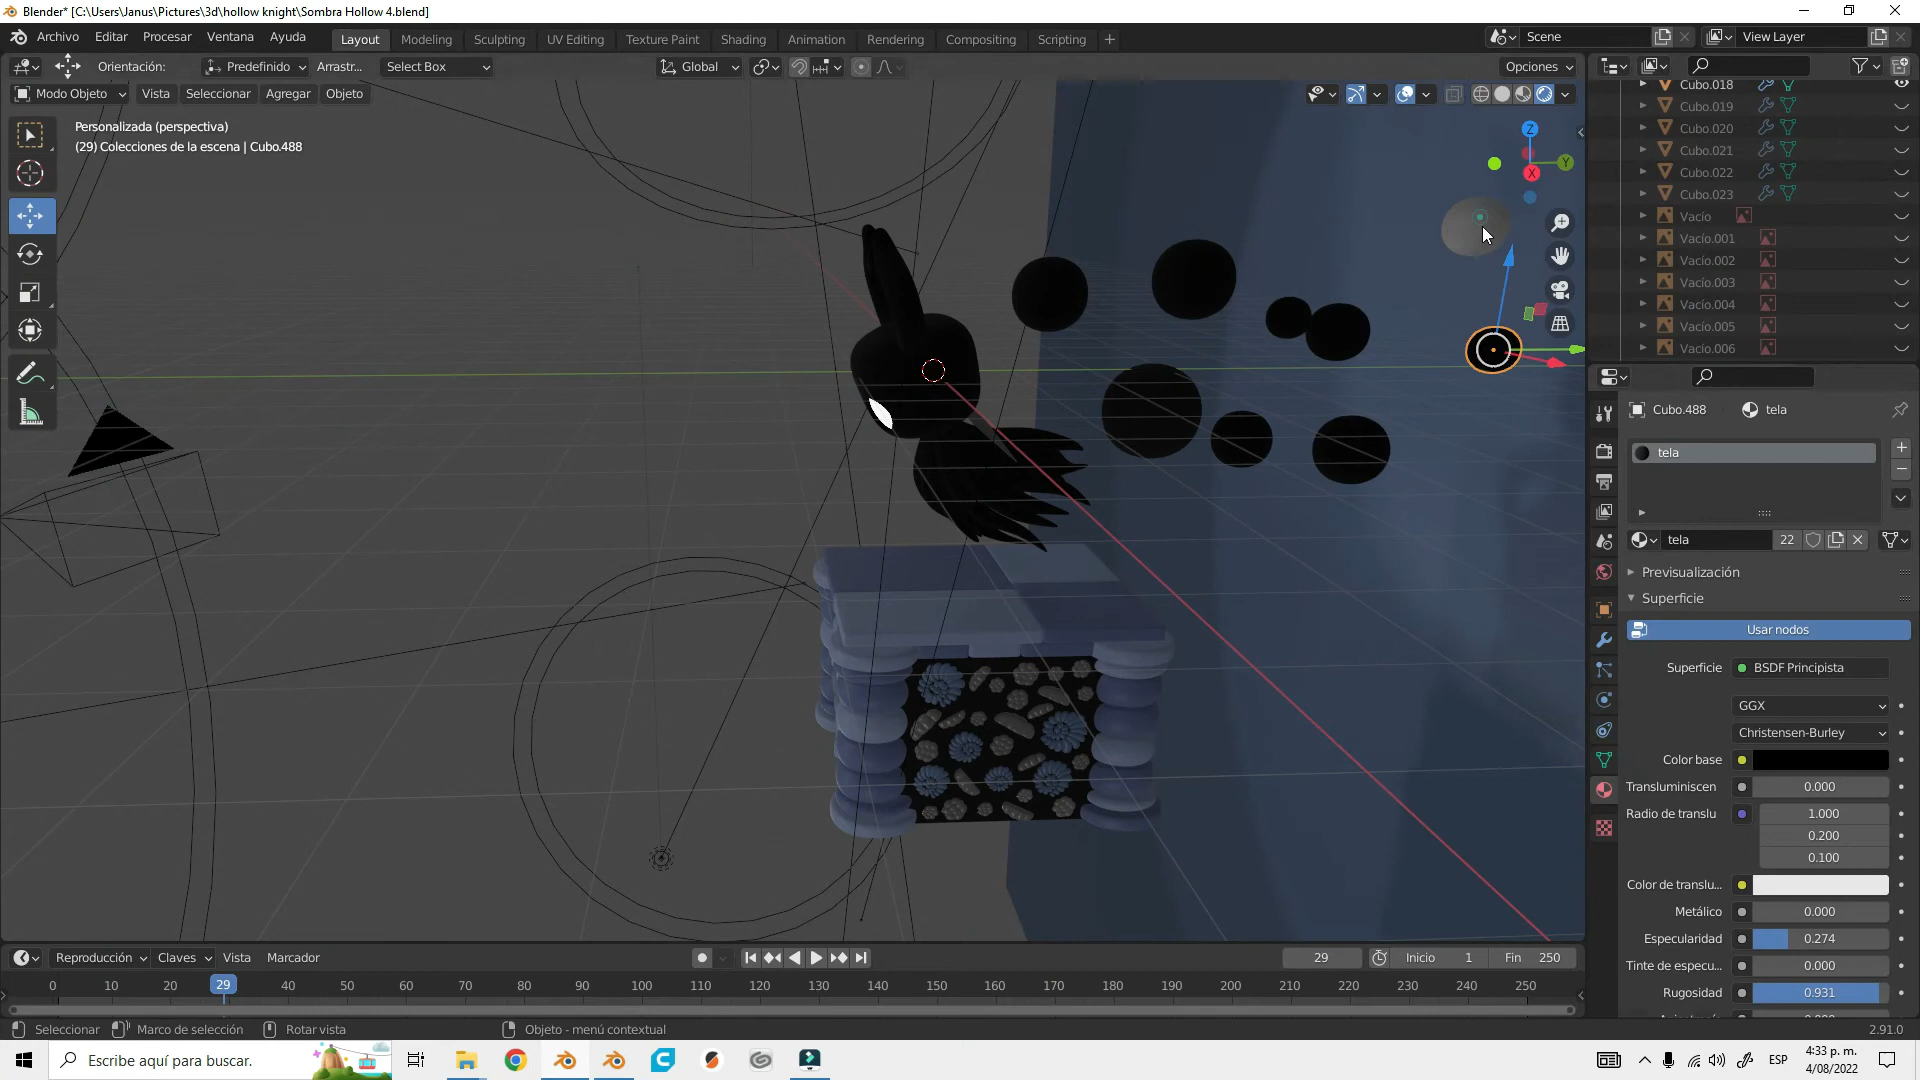 Blender* [C:\Users\Janus\Pictures\3d\hollow knight\Sombra Hollow 4.blend]
Archivo Editar Procesar Ventana Ayuda Layout Modeling Sculpting UV Editing Texture Paint Shading Animation Rendering Compositing Scripting + Scene View Layer
Orientación: Predefinido Arrastr... Select Box Global Opciones
Modo Objeto Vista Seleccionar Agregar Objeto
Personalizada (perspectiva)
(29) Colecciones de la escena | Cubo.488
Z
Y
X
Cubo.018
Cubo.019
Cubo.020
Cubo.021
Cubo.022
Cubo.023
Vacío
Vacío.001
Vacío.002
Vacío.003
Vacío.004
Vacío.005
Vacío.006
Cubo.488 tela
tela
tela 22
Previsualización
Superficie
Usar nodos
Superficie BSDF Principista
GGX
Christensen-Burley
Color base
Transluminiscen 0.000
Radio de translu 1.000
0.200
0.100
Color de translu...
Metálico 0.000
Especularidad 0.274
Tinte de especu... 0.000
Rugosidad 0.931
Reproducción Claves Vista Marcador 29 Inicio 1 Fin 250
0 10 20 29 40 50 60 70 80 90 100 110 120 130 140 150 160 170 180 190 200 210 220 230 240 250
Seleccionar Marco de selección Rotar vista Objeto - menú contextual 2.91.0
Escribe aquí para buscar. ESP 4:33 p. m.
4/08/2022